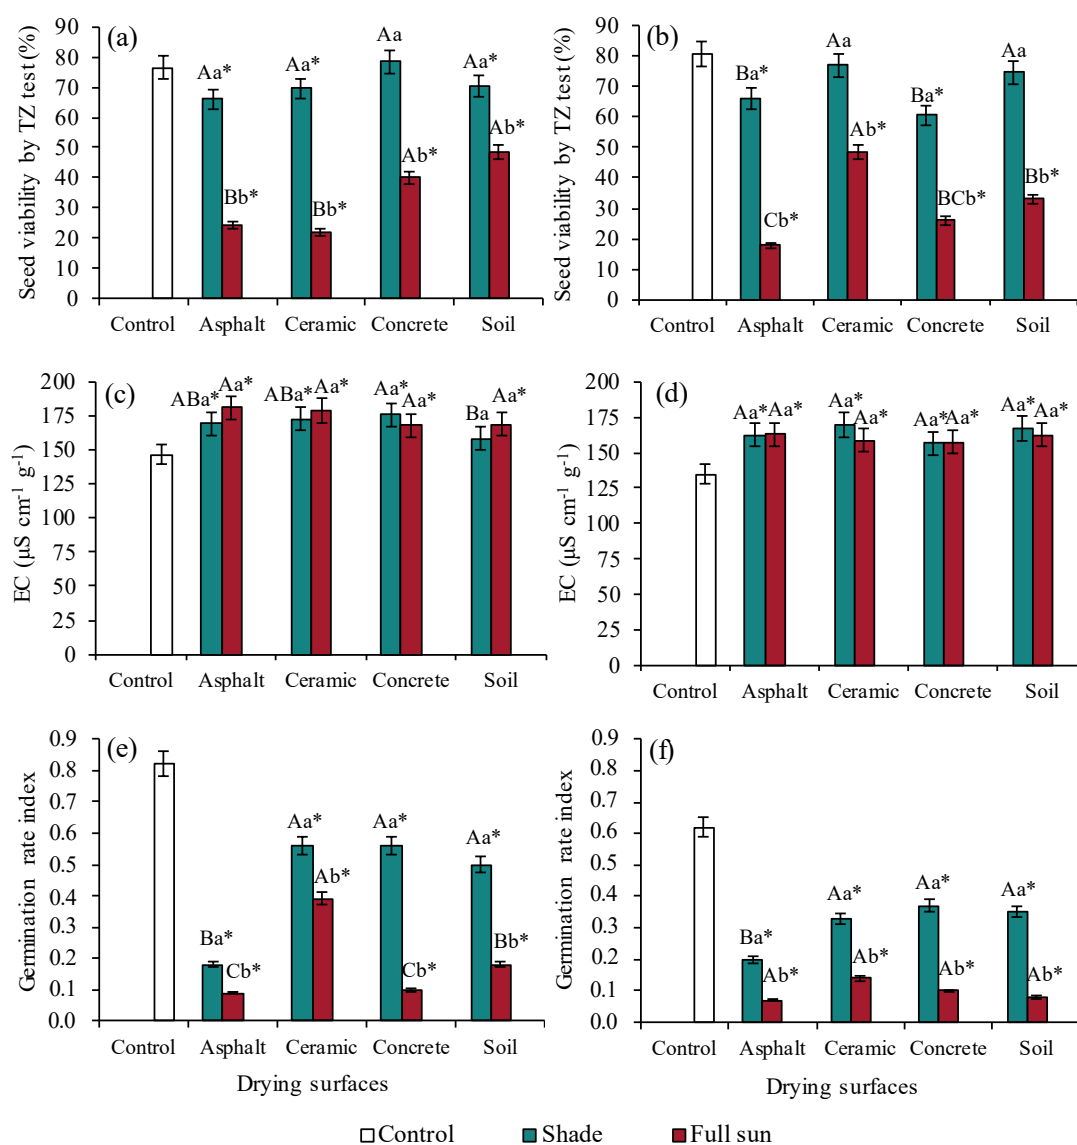 (a)
Seed viability by TZ test (%)
90
80
70
60
50
40
30
20
10
0
Aa*
Bb*
Aa*
Bb*
Aa
Ab*
Aa*
Ab*
Control Asphalt Ceramic Concrete Soil
(b)
Seed viability by TZ test (%)
90
80
70
60
50
40
30
20
10
0
Ba*
Cb*
Aa
Ab*
Ba*
BCb*
Aa
Bb*
Control Asphalt Ceramic Concrete Soil
(c)
EC (µS cm-1 g-1)
200
175
150
125
100
75
50
25
0
ABa*
Aa*
ABa*
Aa*
Aa*
Aa*
Ba
Aa*
Control Asphalt Ceramic Concrete Soil
(d)
EC (µS cm-1 g-1)
200
175
150
125
100
75
50
25
0
Aa*
Aa*
Aa*
Aa*
Aa*
Aa*
Aa*
Aa*
Control Asphalt Ceramic Concrete Soil
(e)
Germination rate index
0.9
0.8
0.7
0.6
0.5
0.4
0.3
0.2
0.1
0.0
Ba*
Cb*
Aa*
Ab*
Aa*
Cb*
Aa*
Bb*
Control Asphalt Ceramic Concrete Soil
Drying surfaces
(f)
Germination rate index
0.9
0.8
0.7
0.6
0.5
0.4
0.3
0.2
0.1
0.0
Ba*
Ab*
Aa*
Ab*
Aa*
Ab*
Aa*
Ab*
Control Asphalt Ceramic Concrete Soil
Drying surfaces
Control Shade Full sun